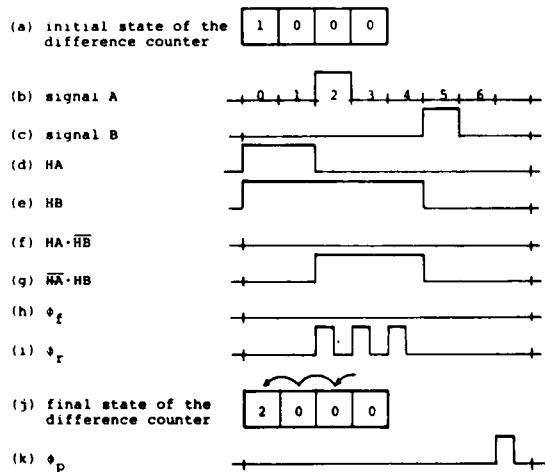 (a) initial state of the
difference counter
1 0 0 0
(b) signal A
0 1 2 3 4 5 6
(c) signal B
(d) HA
(e) HB
(f) HA·H̅B̅
(g) H̅A̅·HB
(h) ϕf
(i) ϕr
(j) final state of the
difference counter
2 0 0 0
(k) ϕp